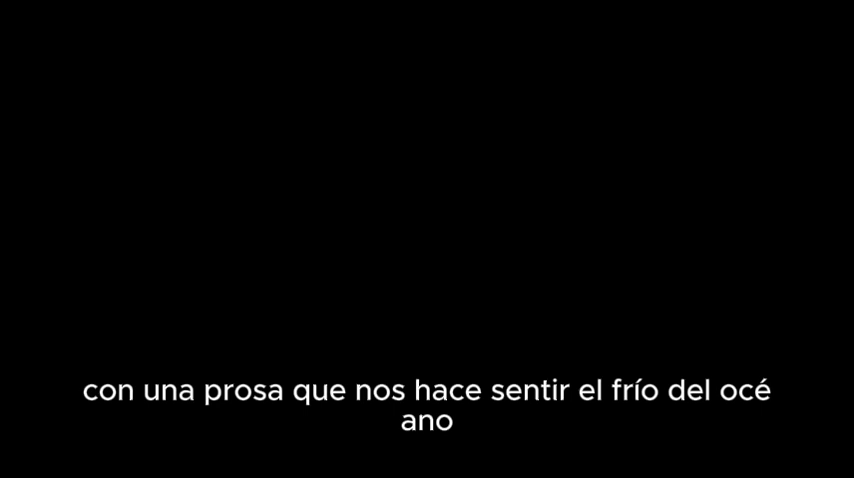 con una prosa que nos hace sentir el frío del océ
ano